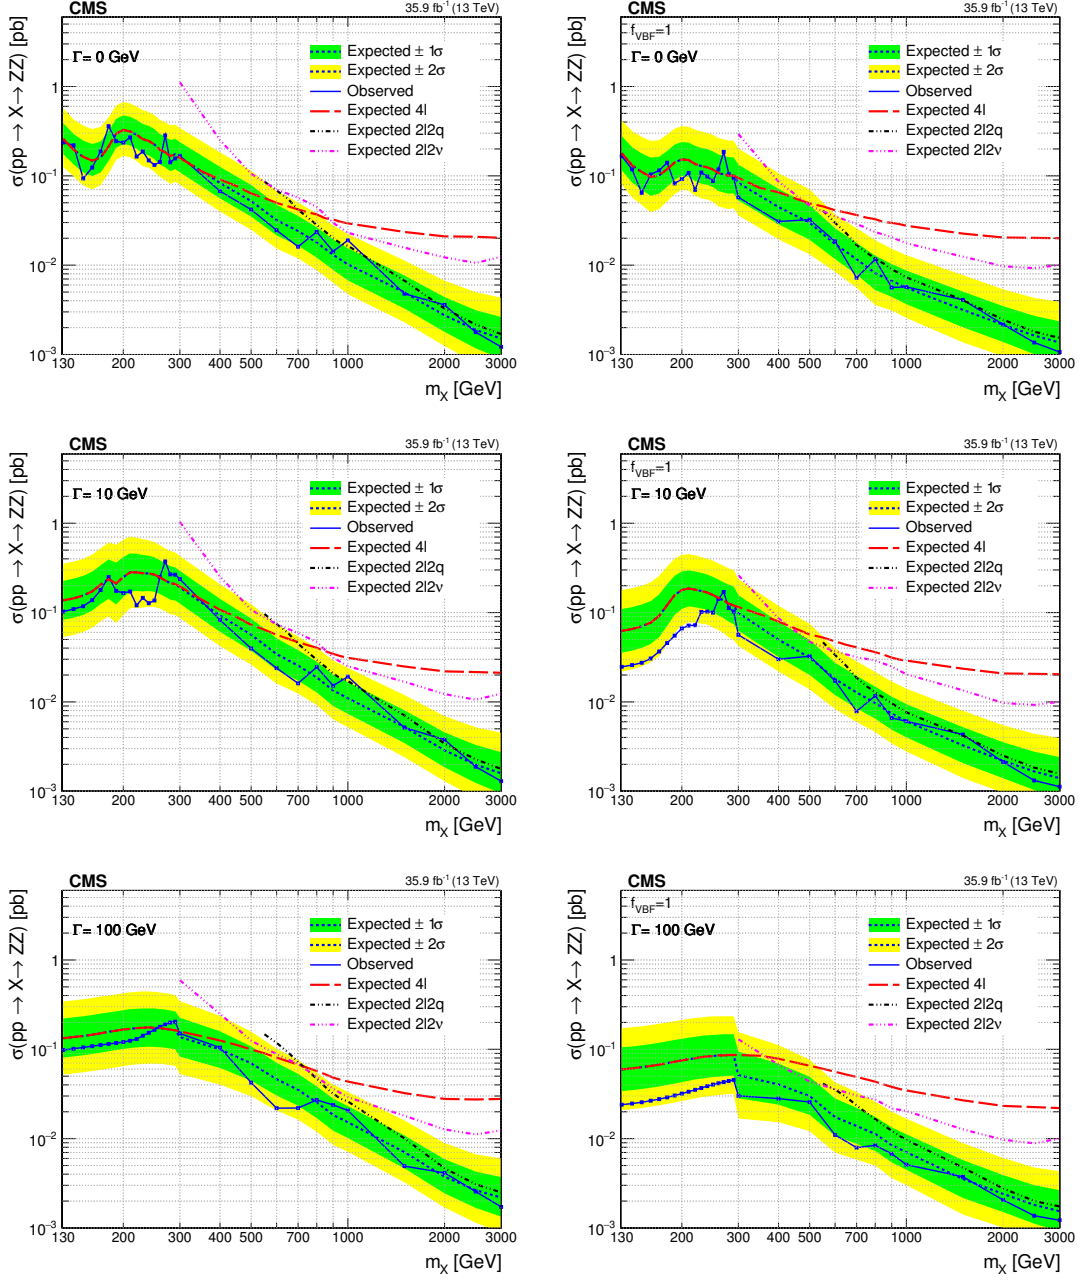 CMS 35.9 fb⁻¹ (13 TeV)
σ(pp → X → ZZ) [pb]
Γ = 0 GeV
Expected ± 1σ
Expected ± 2σ
Observed
Expected 4l
Expected 2l2q
Expected 2l2ν
1
10⁻¹
10⁻²
10⁻³
130 200 300 400 500 700 1000 2000 3000
m_X [GeV]
CMS 35.9 fb⁻¹ (13 TeV)
σ(pp → X → ZZ) [pb]
f_VBF=1
Γ = 0 GeV
Expected ± 1σ
Expected ± 2σ
Observed
Expected 4l
Expected 2l2q
Expected 2l2ν
1
10⁻¹
10⁻²
10⁻³
130 200 300 400 500 700 1000 2000 3000
m_X [GeV]
CMS 35.9 fb⁻¹ (13 TeV)
σ(pp → X → ZZ) [pb]
Γ = 10 GeV
Expected ± 1σ
Expected ± 2σ
Observed
Expected 4l
Expected 2l2q
Expected 2l2ν
1
10⁻¹
10⁻²
10⁻³
130 200 300 400 500 700 1000 2000 3000
m_X [GeV]
CMS 35.9 fb⁻¹ (13 TeV)
σ(pp → X → ZZ) [pb]
f_VBF=1
Γ = 10 GeV
Expected ± 1σ
Expected ± 2σ
Observed
Expected 4l
Expected 2l2q
Expected 2l2ν
1
10⁻¹
10⁻²
10⁻³
130 200 300 400 500 700 1000 2000 3000
m_X [GeV]
CMS 35.9 fb⁻¹ (13 TeV)
σ(pp → X → ZZ) [pb]
Γ = 100 GeV
Expected ± 1σ
Expected ± 2σ
Observed
Expected 4l
Expected 2l2q
Expected 2l2ν
1
10⁻¹
10⁻²
10⁻³
130 200 300 400 500 700 1000 2000 3000
m_X [GeV]
CMS 35.9 fb⁻¹ (13 TeV)
σ(pp → X → ZZ) [pb]
f_VBF=1
Γ = 100 GeV
Expected ± 1σ
Expected ± 2σ
Observed
Expected 4l
Expected 2l2q
Expected 2l2ν
1
10⁻¹
10⁻²
10⁻³
130 200 300 400 500 700 1000 2000 3000
m_X [GeV]